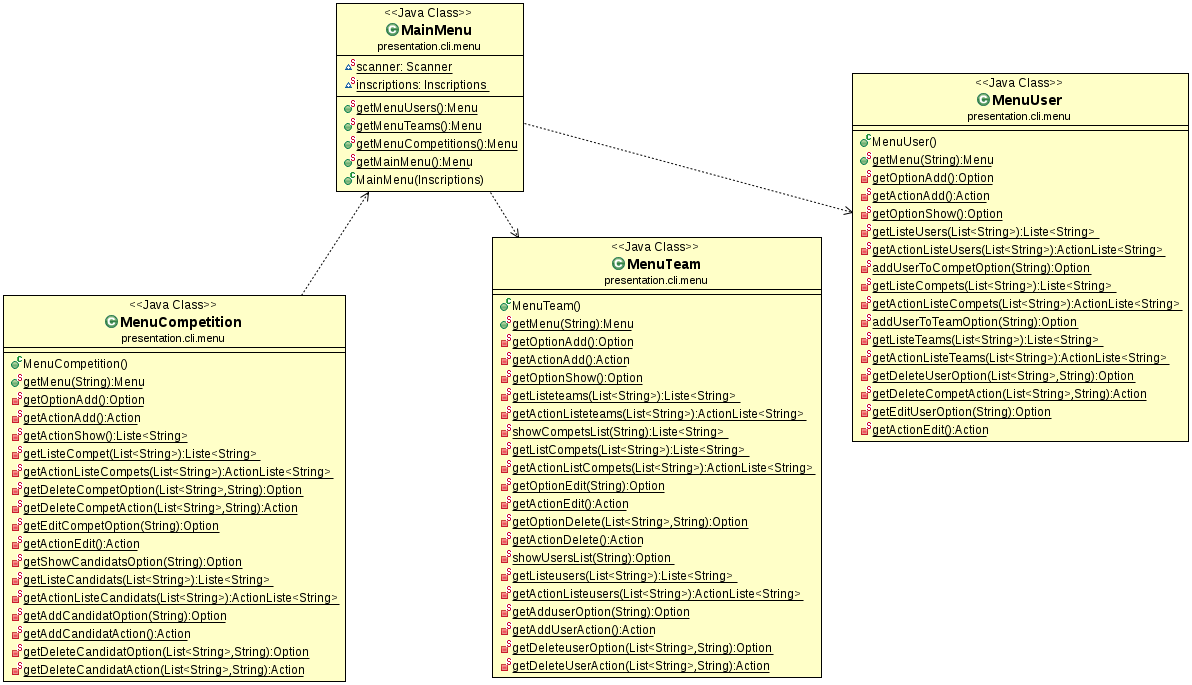 <<Java Class>>
MainMenu
presentation.cli.menu
scanner: Scanner
inscriptions: Inscriptions
getMenuUsers():Menu
getMenuTeams():Menu
getMenuCompetitions():Menu
getMainMenu():Menu
MainMenu(Inscriptions)
<<Java Class>>
MenuUser
presentation.cli.menu
MenuUser()
getMenu(String):Menu
getOptionAdd():Option
getActionAdd():Action
getOptionShow():Option
getListeUsers(List<String>):Liste<String>
getActionListeUsers(List<String>):ActionListe<String>
addUserToCompetOption(String):Option
getListeCompets(List<String>):Liste<String>
getActionListeCompets(List<String>):ActionListe<String>
addUserToTeamOption(String):Option
getListeTeams(List<String>):Liste<String>
getActionListeTeams(List<String>):ActionListe<String>
getDeleteUserOption(List<String>,String):Option
getDeleteCompetAction(List<String>,String):Action
getEditUserOption(String):Option
getActionEdit():Action
<<Java Class>>
MenuTeam
presentation.cli.menu
MenuTeam()
getMenu(String):Menu
getOptionAdd():Option
getActionAdd():Action
getOptionShow():Option
getListeteams(List<String>):Liste<String>
getActionListeteams(List<String>):ActionListe<String>
showCompetsList(String):Liste<String>
getListCompets(List<String>):Liste<String>
getActionListCompets(List<String>):ActionListe<String>
getOptionEdit(String):Option
getActionEdit():Action
getOptionDelete(List<String>,String):Option
getActionDelete():Action
showUsersList(String):Option
getListeusers(List<String>):Liste<String>
getActionListeusers(List<String>):ActionListe<String>
getAdduserOption(String):Option
getAddUserAction():Action
getDeleteuserOption(List<String>,String):Option
getDeleteUserAction(List<String>,String):Action
<<Java Class>>
MenuCompetition
presentation.cli.menu
MenuCompetition()
getMenu(String):Menu
getOptionAdd():Option
getActionAdd():Action
getActionShow():Liste<String>
getListeCompet(List<String>):Liste<String>
getActionListeCompets(List<String>):ActionListe<String>
getDeleteCompetOption(List<String>,String):Option
getDeleteCompetAction(List<String>,String):Action
getEditCompetOption(String):Option
getActionEdit():Action
getShowCandidatsOption(String):Option
getListeCandidats(List<String>):Liste<String>
getActionListeCandidats(List<String>):ActionListe<String>
getAddCandidatOption(String):Option
getAddCandidatAction():Action
getDeleteCandidatOption(List<String>,String):Option
getDeleteCandidatAction(List<String>,String):Action